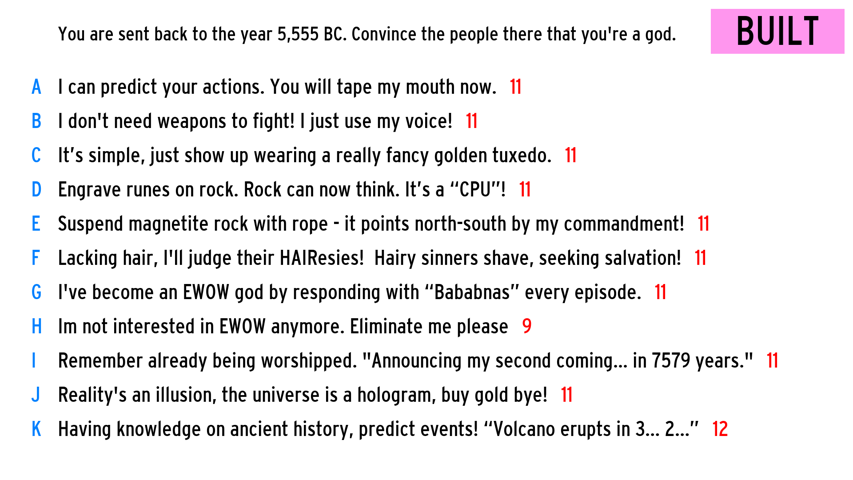 You are sent back to the year 5,555 BC. Convince the people there that you're a god.
BUILT
A I can predict your actions. You will tape my mouth now. 11
B I don't need weapons to fight! I just use my voice! 11
C It’s simple, just show up wearing a really fancy golden tuxedo. 11
D Engrave runes on rock. Rock can now think. It’s a “CPU”! 11
E Suspend magnetite rock with rope - it points north-south by my commandment! 11
F Lacking hair, I'll judge their HAIResies! Hairy sinners shave, seeking salvation! 11
G I've become an EWOW god by responding with “Bababnas” every episode. 11
H Im not interested in EWOW anymore. Eliminate me please 9
I Remember already being worshipped. "Announcing my second coming... in 7579 years." 11
J Reality's an illusion, the universe is a hologram, buy gold bye! 11
K Having knowledge on ancient history, predict events! “Volcano erupts in 3... 2...” 12